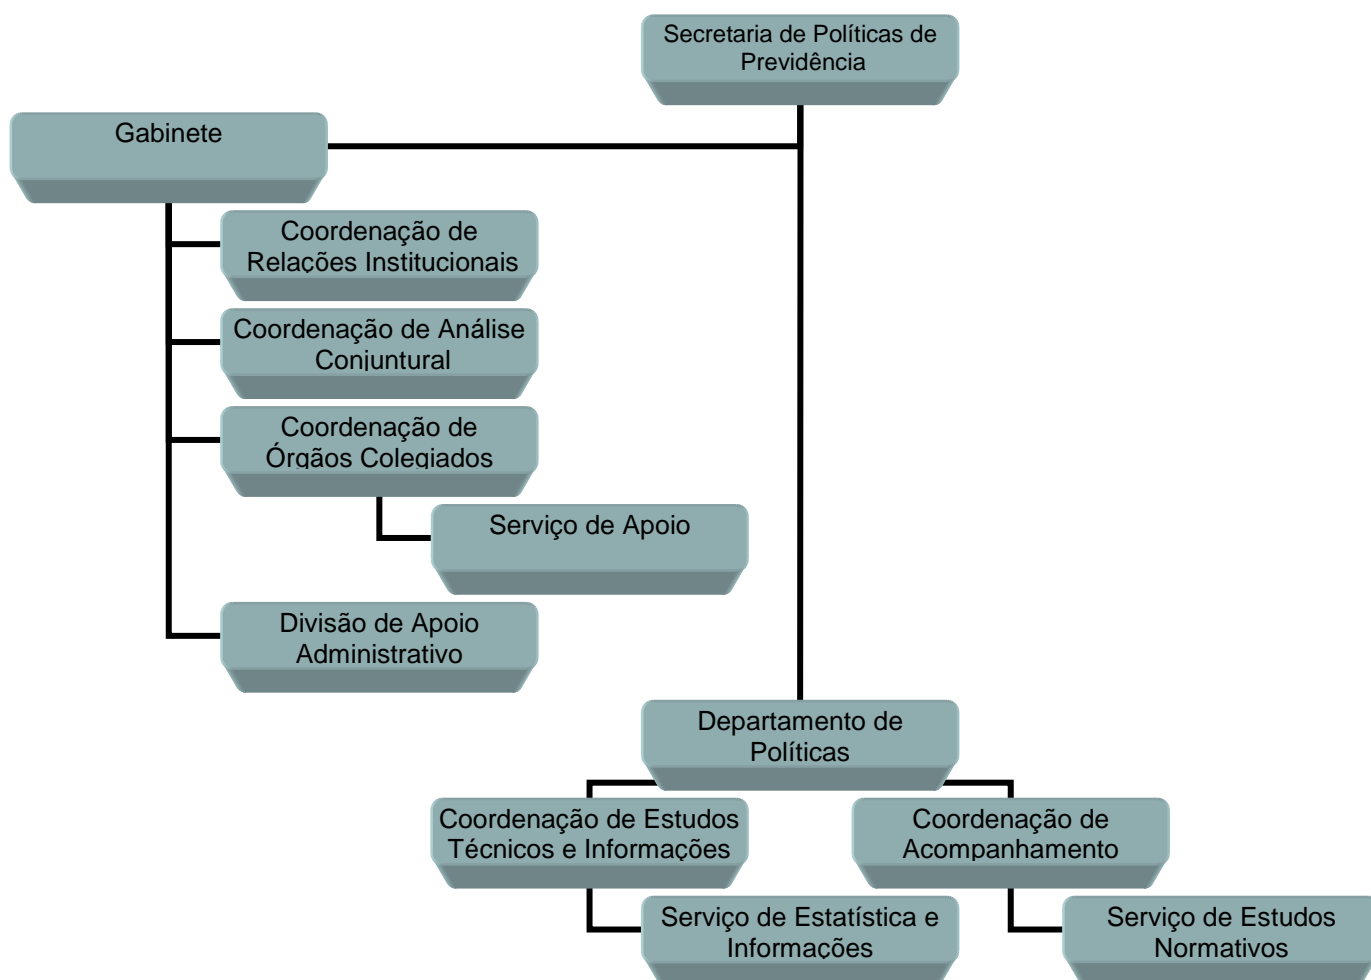 Secretaria de Políticas de
Previdência
Gabinete
Coordenação de
Relações Institucionais
Coordenação de Análise
Conjuntural
Coordenação de
Órgãos Colegiados
Serviço de Apoio
Divisão de Apoio
Administrativo
Departamento de
Políticas
Coordenação de Estudos
Técnicos e Informações
Coordenação de
Acompanhamento
Serviço de Estatística e
Informações
Serviço de Estudos
Normativos